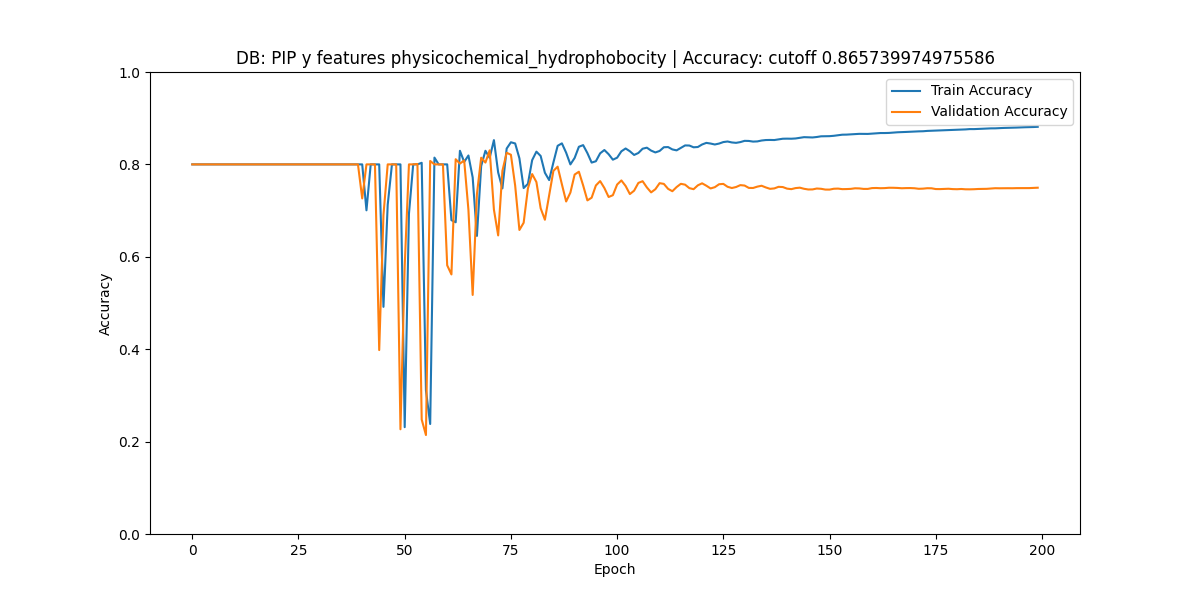 DB: PIP y features physicochemical_hydrophobocity | Accuracy: cutoff 0.865739974975586
Train Accuracy
Validation Accuracy
1.0
0.8
0.6
0.4
0.2
0.0
Accuracy
0 25 50 75 100 125 150 175 200
Epoch